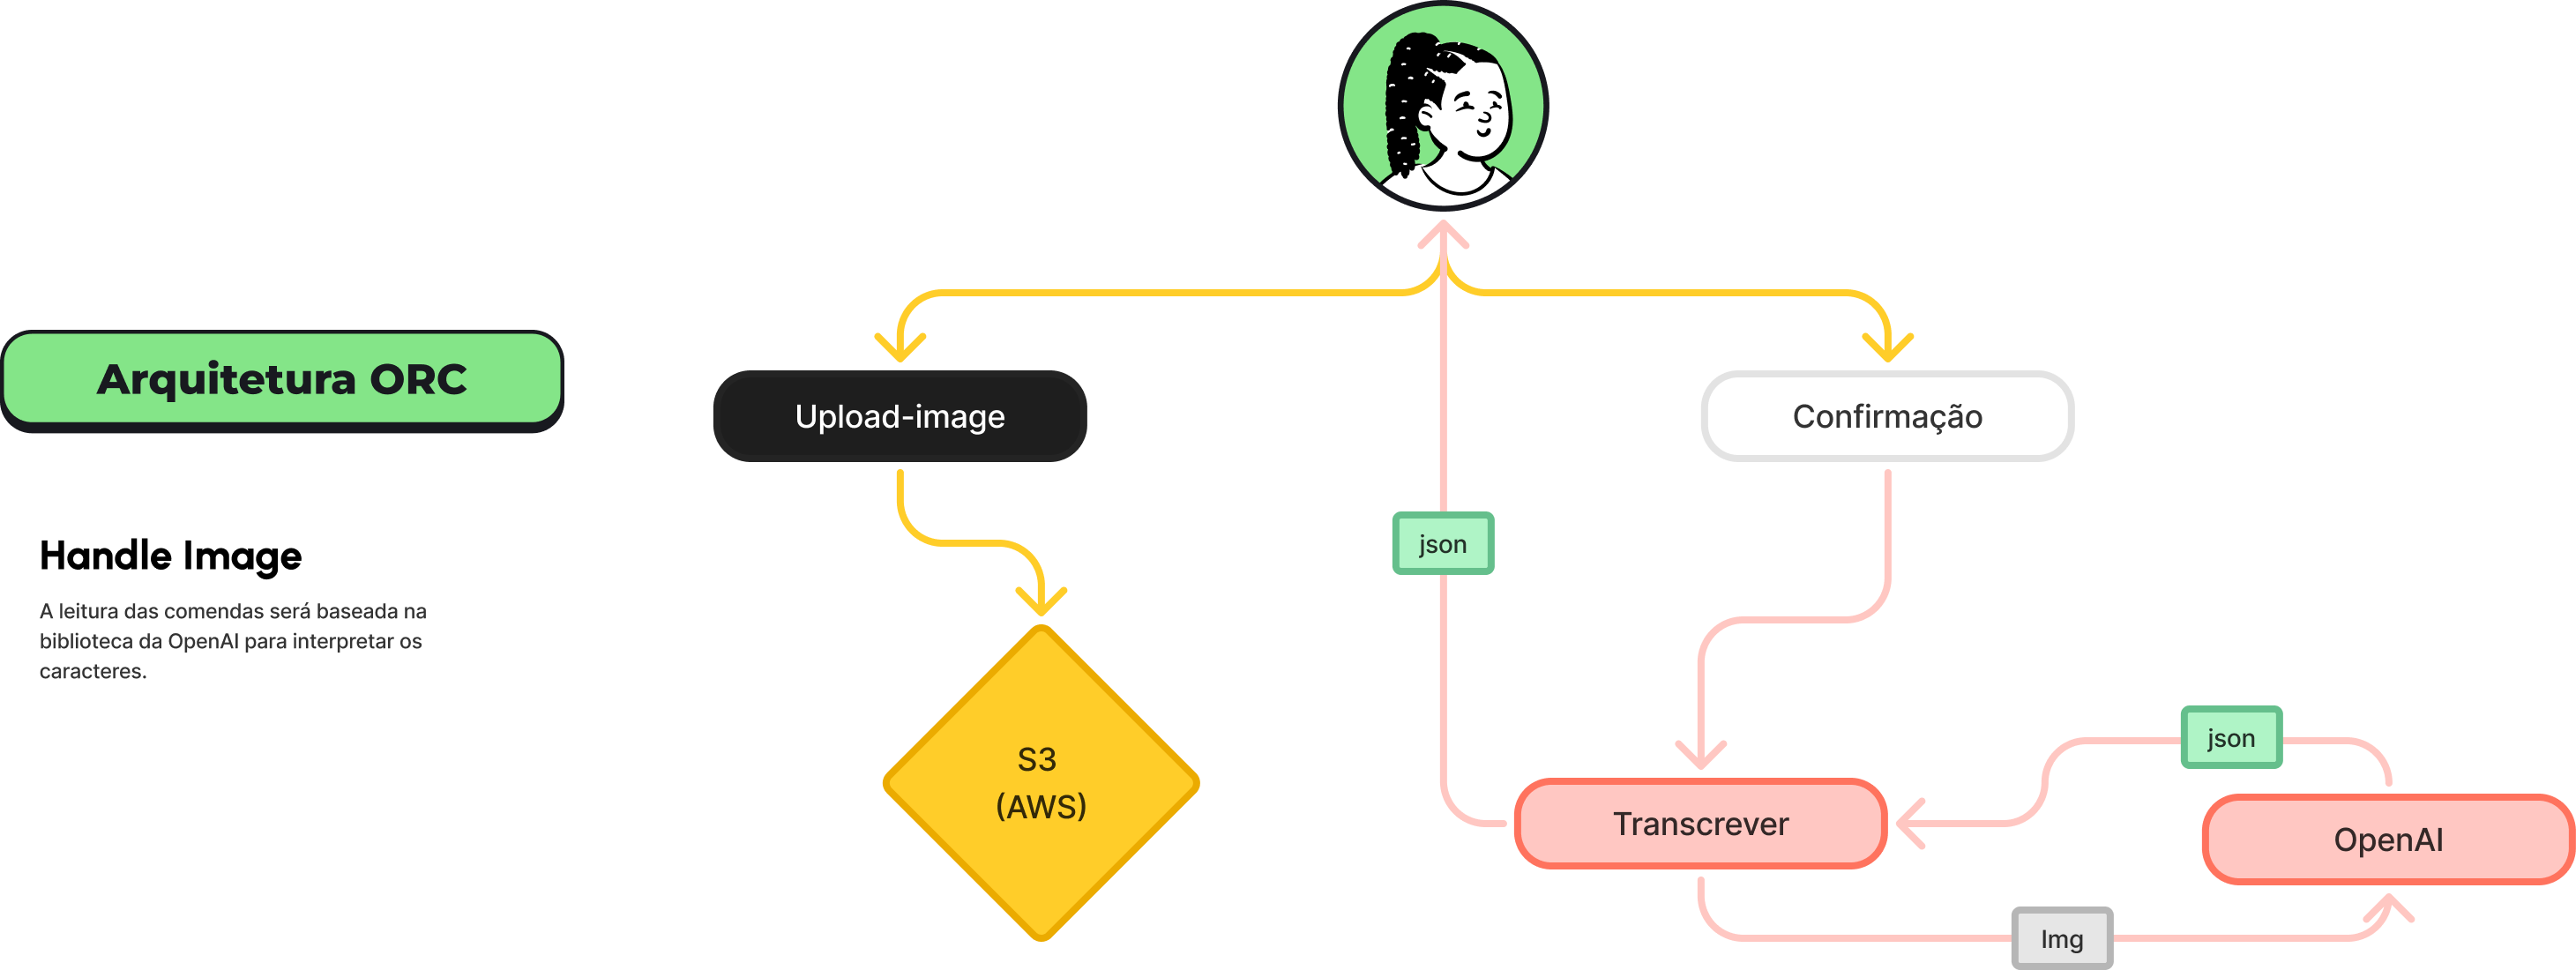 Arquitetura ORC
Handle Image
A leitura das comendas será baseada na
biblioteca da OpenAI para interpretar os
caracteres.
Upload-image
Confirmação
json
S3
(AWS)
json
Transcrever
OpenAI
Img